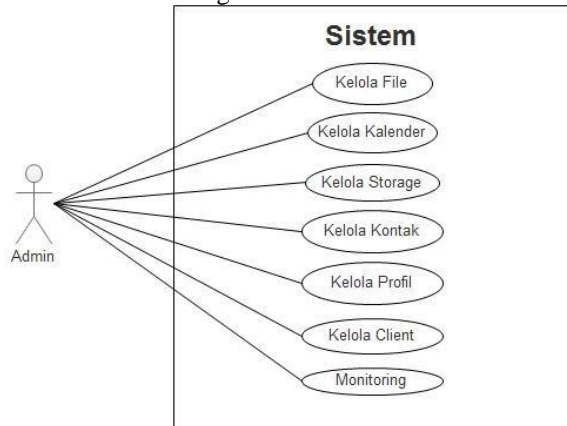 Sistem
Kelola File
Kelola Kalender
Kelola Storage
Kelola Kontak
Admin
Kelola Profil
Kelola Client
Monitoring